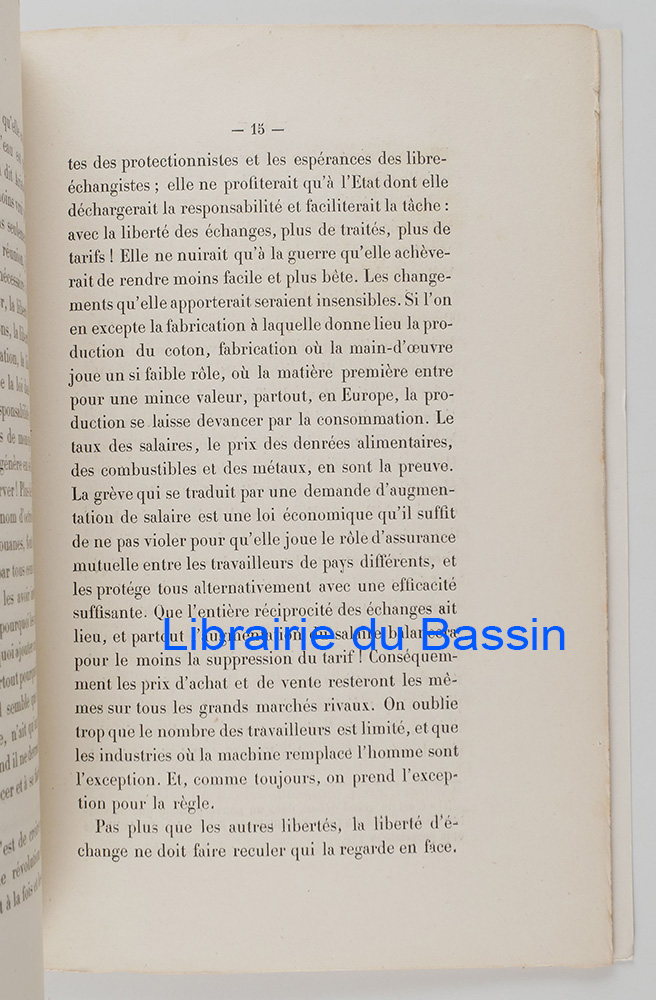 — 15 —
tes des protectionnistes et les espérances des libre-
échangistes ; elle ne profiterait qu'à l'Etat dont elle
déchargerait la responsabilité et faciliterait la tâche :
avec la liberté des échanges, plus de traités, plus de
tarifs ! Elle ne nuirait qu'à la guerre qu'elle achève-
rait de rendre moins facile et plus bête. Les change-
ments qu'elle apporterait seraient insensibles. Si l'on
en excepte la fabrication à laquelle donne lieu la pro-
duction du coton, fabrication où la main-d'œuvre
joue un si faible rôle, où la matière première entre
pour une mince valeur, partout, en Europe, la pro-
duction se laisse devancer par la consommation. Le
taux des salaires, le prix des denrées alimentaires,
des combustibles et des métaux, en sont la preuve.
La grève qui se traduit par une demande d'augmen-
tation de salaire est une loi économique qu'il suffit
de ne pas violer pour qu'elle joue le rôle d'assurance
mutuelle entre les travailleurs de pays différents, et
les protége tous alternativement avec une efficacité
suffisante. Que l'entière réciprocité des échanges ait
lieu, et partout l'augmentation du salaire balancera
Librairie du Bassin
pour le moins la suppression du tarif ! Conséquem-
ment les prix d'achat et de vente resteront les mê-
mes sur tous les grands marchés rivaux. On oublie
trop que le nombre des travailleurs est limité, et que
les industries où la machine remplace l'homme sont
l'exception. Et, comme toujours, on prend l'excep-
tion pour la règle.
Pas plus que les autres libertés, la liberté d'é-
change ne doit faire reculer qui la regarde en face.